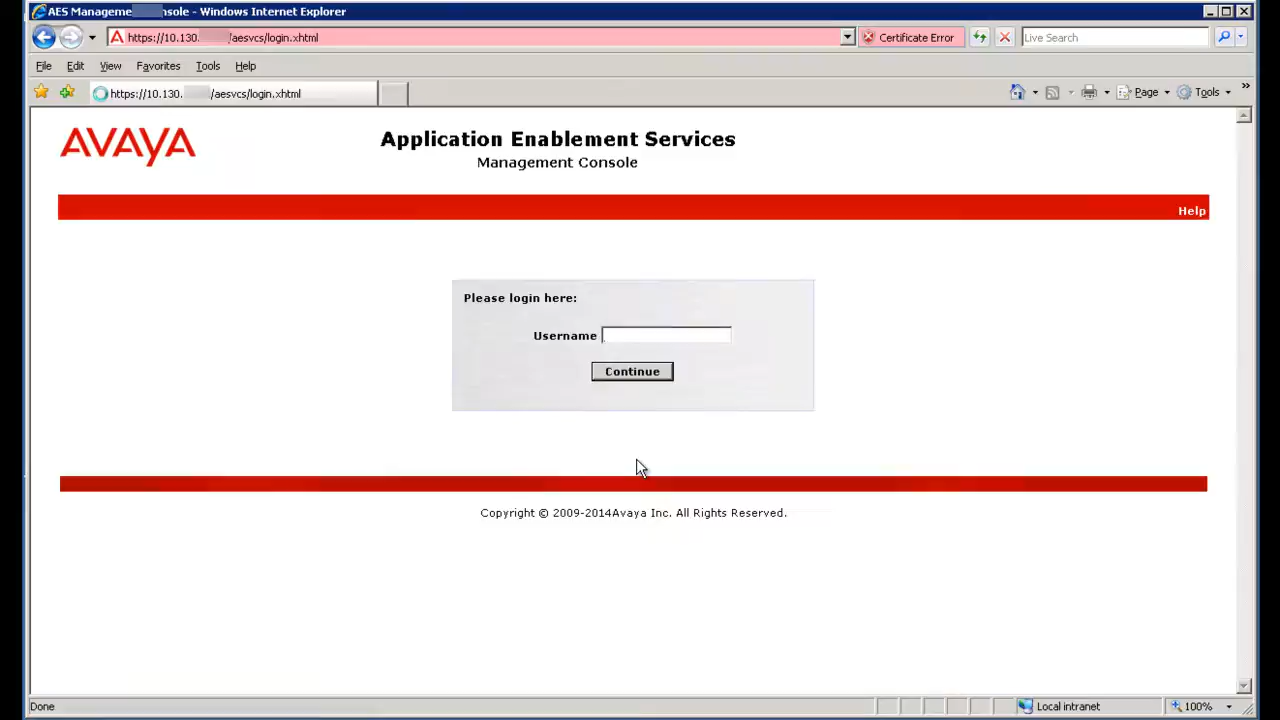 AES Manageme nsole - Windows Internet Explorer
https://10.130. /aesvcs/login.xhtml
Certificate Error
Live Search
File Edit View Favorites Tools Help
https://10.130. /aesvcs/login.xhtml
Page Tools
AVAYA
Application Enablement Services
Management Console
Help
Please login here:
Username
Continue
Copyright © 2009-2014Avaya Inc. All Rights Reserved.
Done
Local intranet
100%